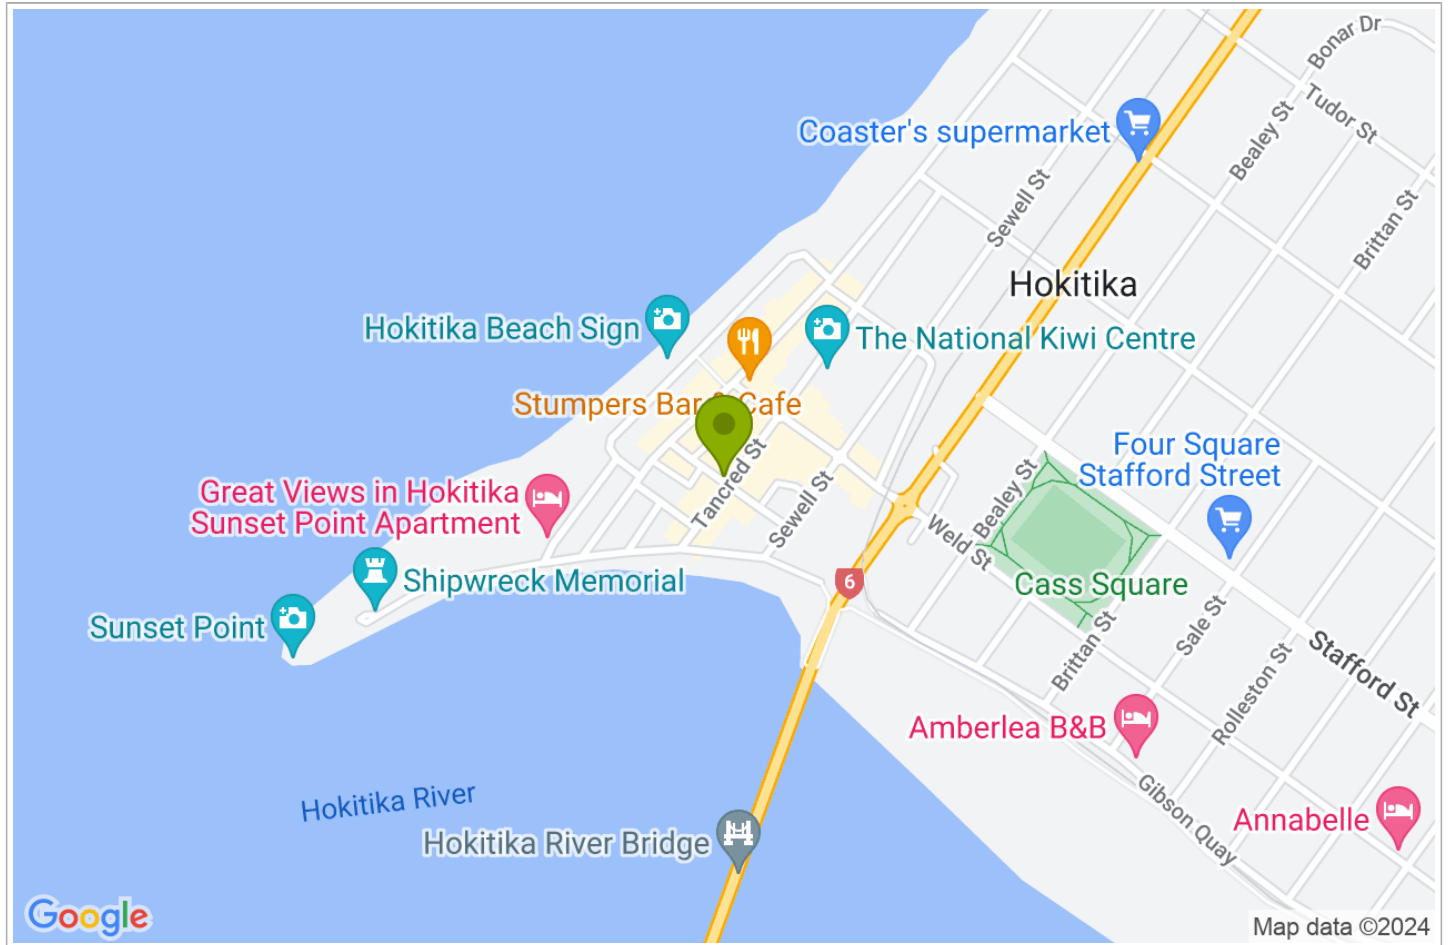 Bonar Dr
Tudor St
Bealey St
Coaster's supermarket
Sewell St
Brittan St
Hokitika
Hokitika Beach Sign
The National Kiwi Centre
Stumpers Bar & Cafe
Four Square
Stafford Street
Tancred St
Sewell St
Bealey St
Great Views in Hokitika
Sunset Point Apartment
Weld St
6
Shipwreck Memorial
Cass Square
Sunset Point
Sale St
Brittan St
Rolleston St
Stafford St
Amberlea B&B
Hokitika River
Gibson Quay
Annabelle
Hokitika River Bridge
Google
Map data ©2024